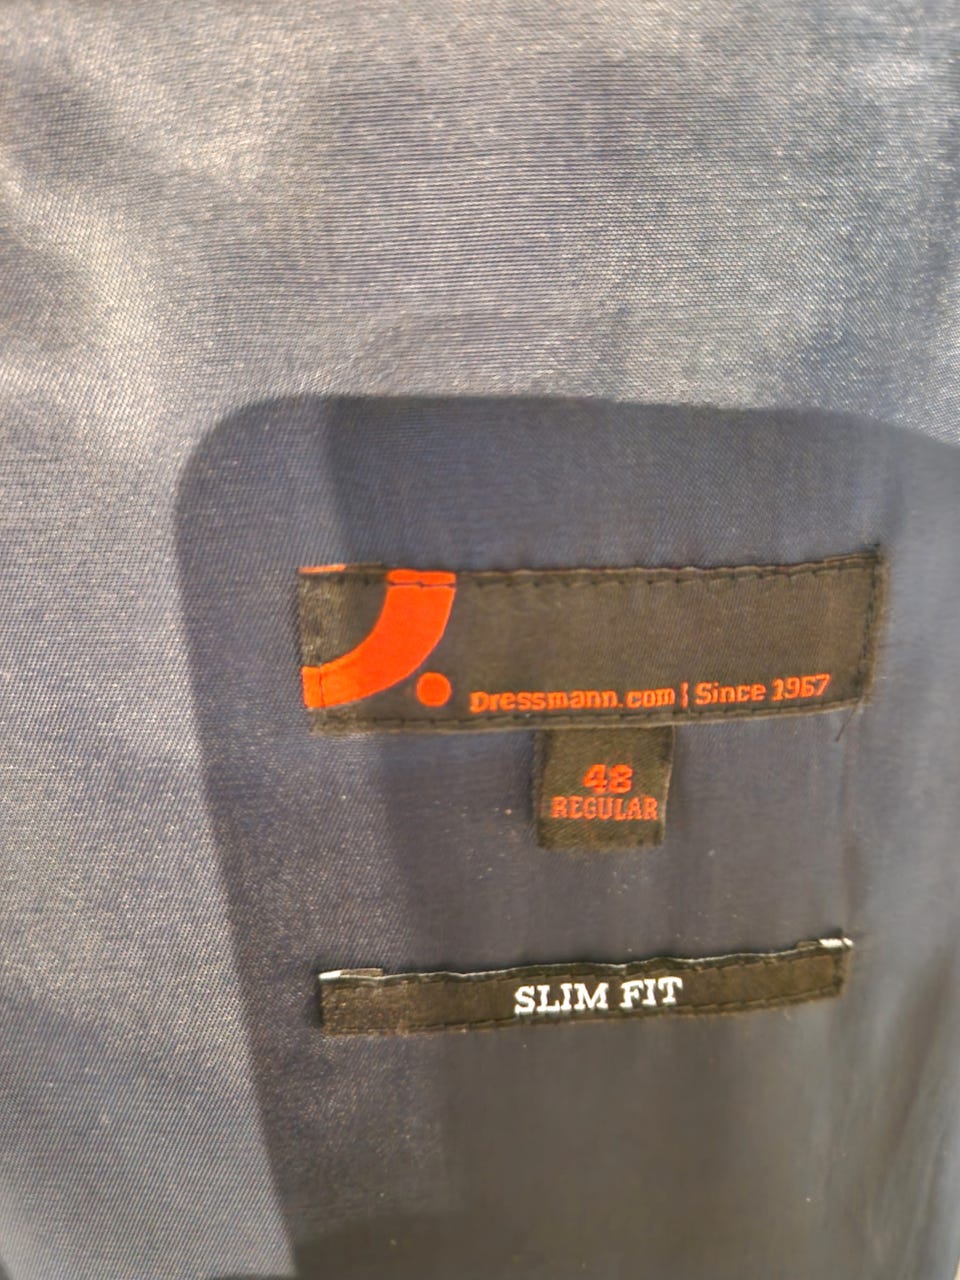 Dressmann.com | Since 1967
48
REGULAR
SLIM FIT